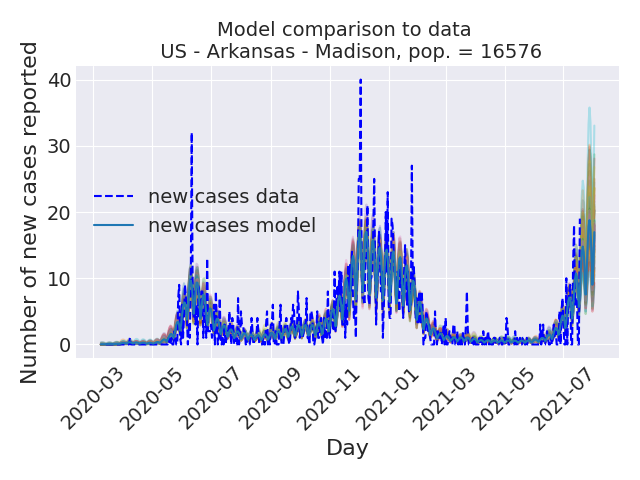 Model comparison to data
US - Arkansas - Madison, pop. = 16576
Number of new cases reported
40
30
20
10
0
new cases data
new cases model
2020-03
2020-05
2020-07
2020-09
2020-11
2021-01
2021-03
2021-05
2021-07
Day